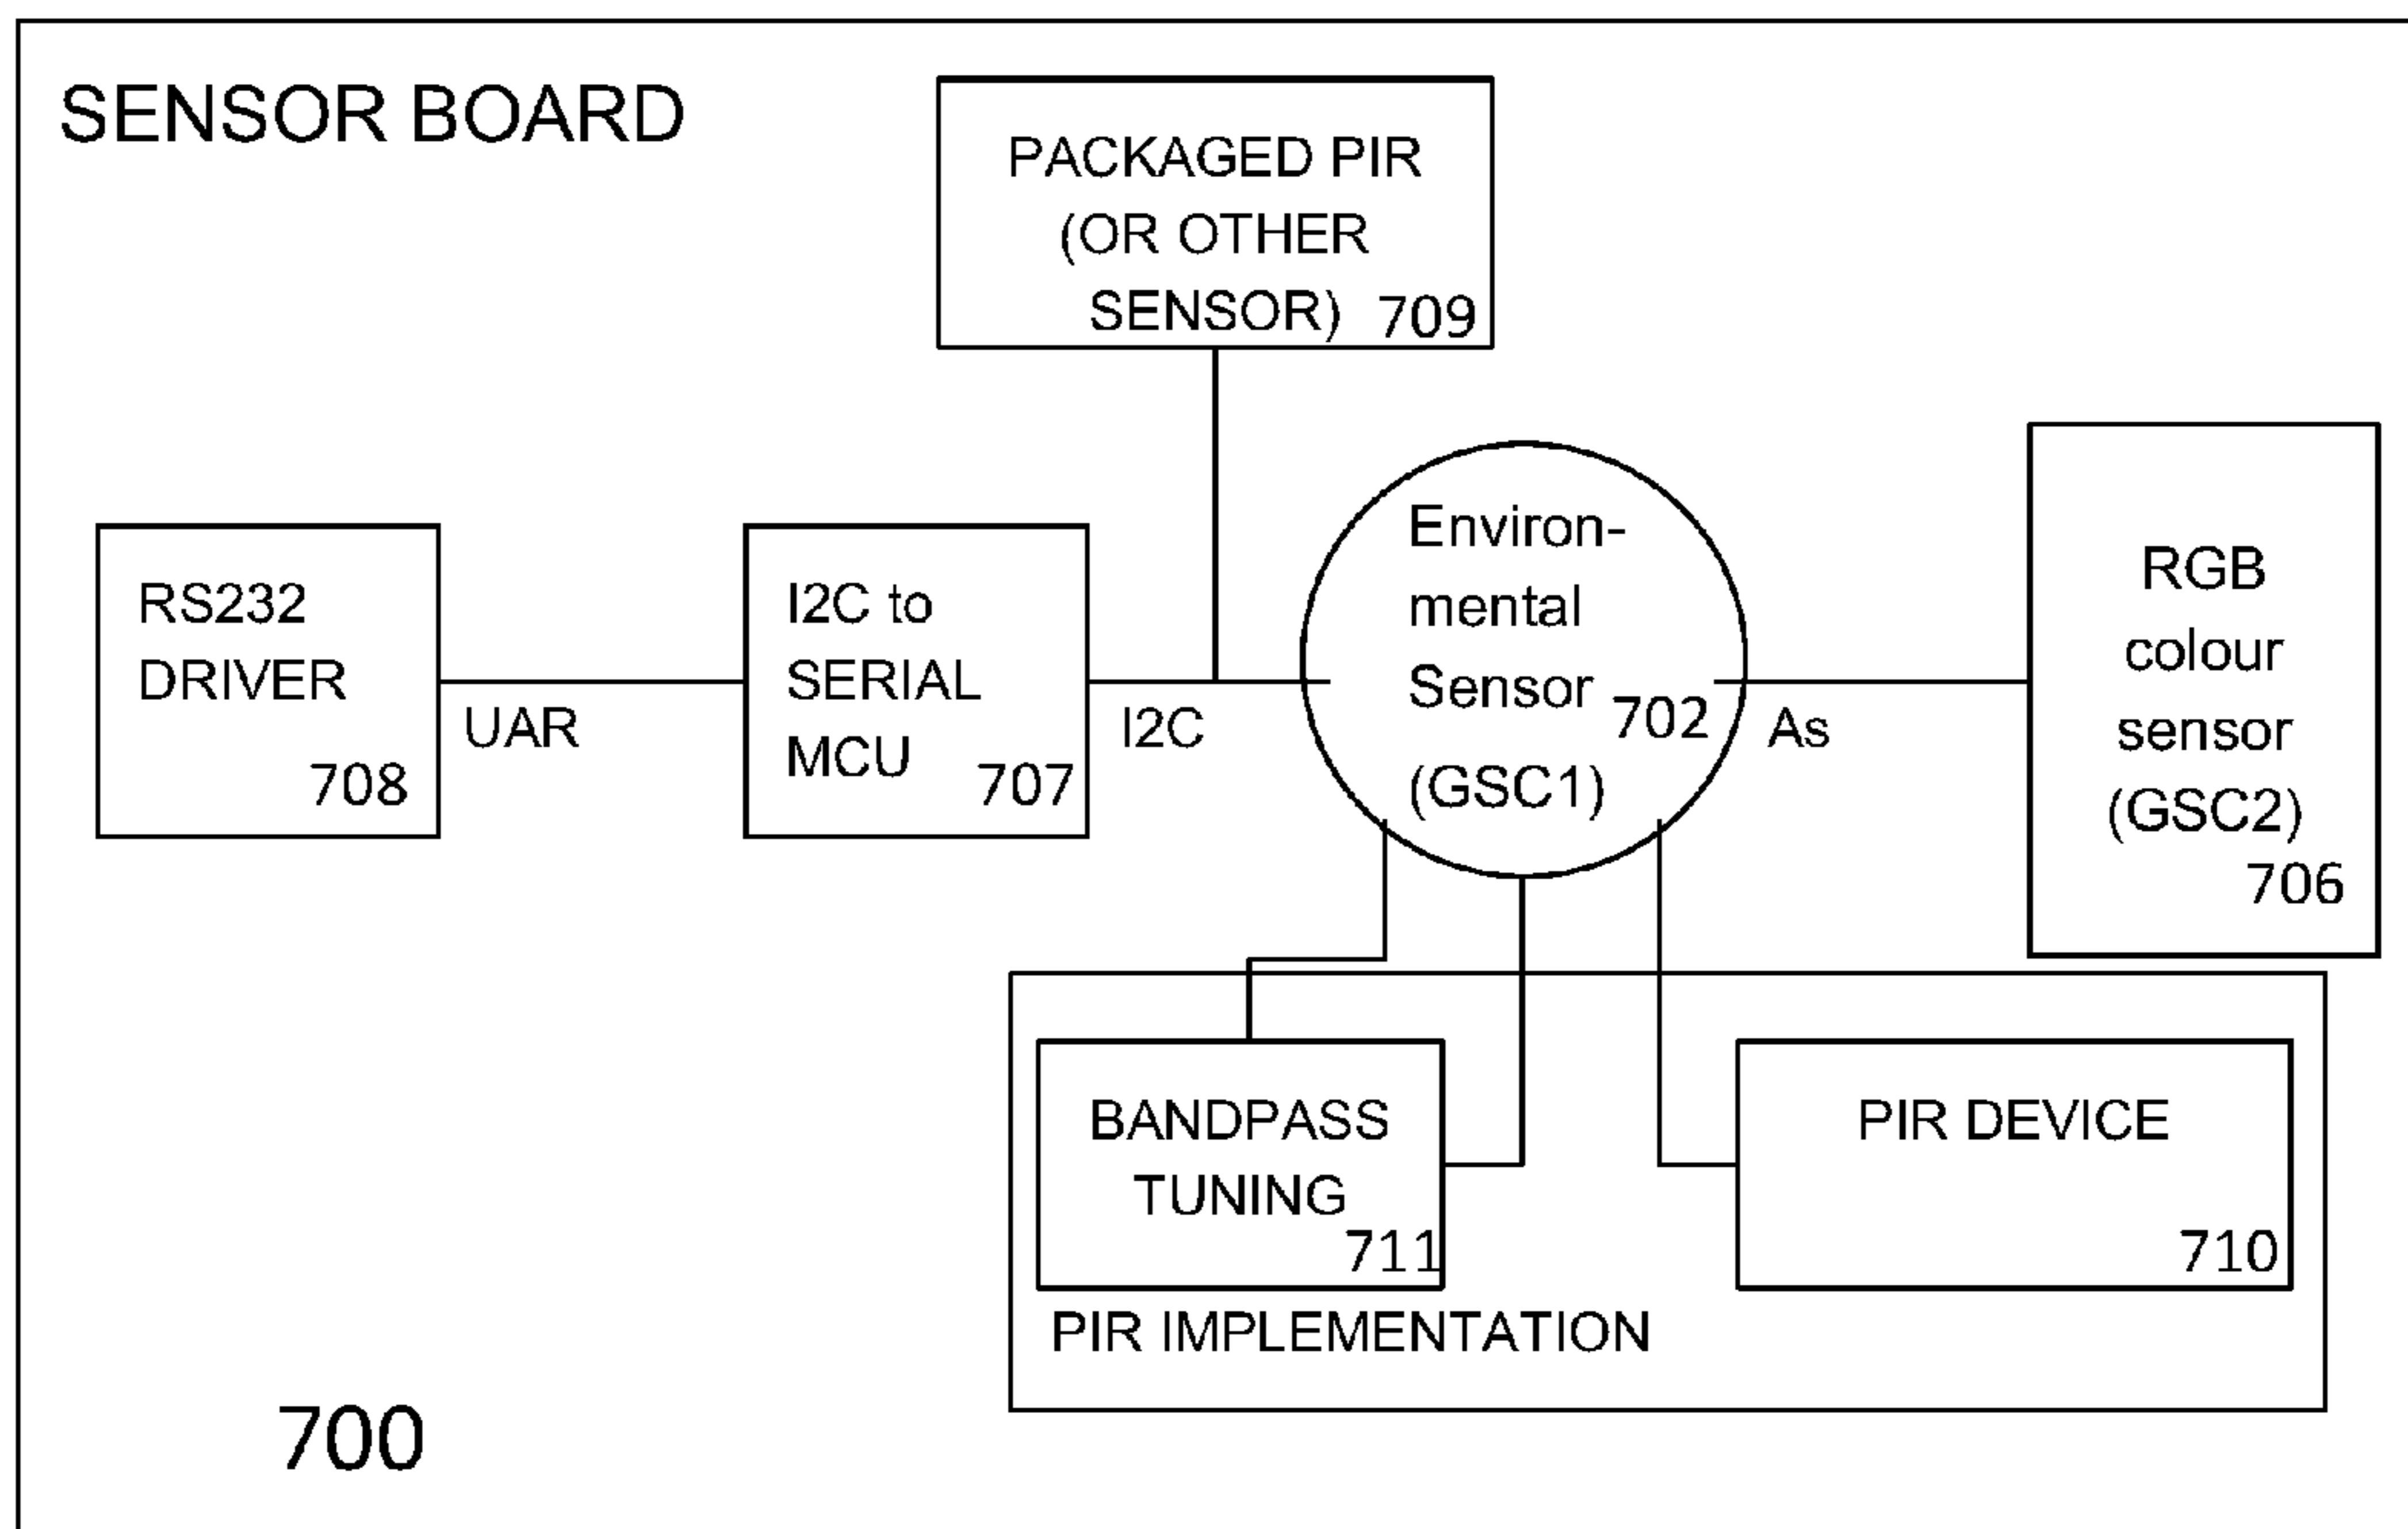 SENSOR BOARD
PACKAGED PIR
(OR OTHER
SENSOR) 709
RS232
DRIVER
708
UAR
I2C to
SERIAL
MCU
707
I2C
Environ-
mental
Sensor
702
(GSC1)
As
RGB
colour
sensor
(GSC2)
706
BANDPASS
TUNING
711
PIR DEVICE
710
PIR IMPLEMENTATION
700